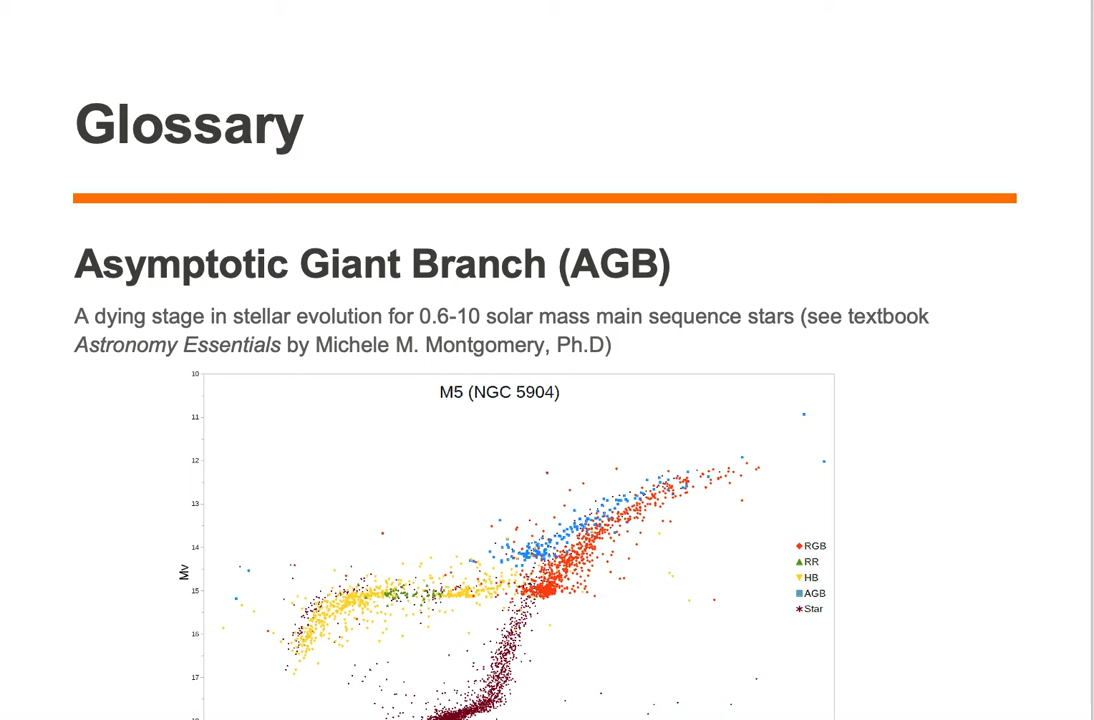 Glossary
Asymptotic Giant Branch (AGB)
A dying stage in stellar evolution for 0.6-10 solar mass main sequence stars (see textbook
Astronomy Essentials by Michele M. Montgomery, Ph.D)
M5 (NGC 5904)
10
11
12
13
14
15
16
17
Mv
RGB
RR
HB
AGB
Star